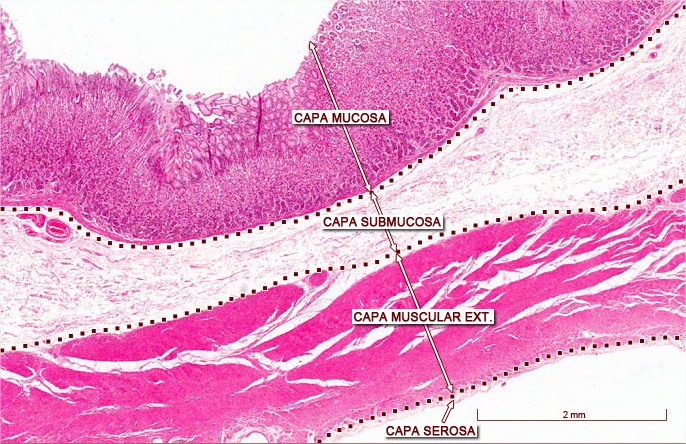 CAPA MUCOSA
CAPA SUBMUCOSA
CAPA MUSCULAR EXT.
CAPA SEROSA
2 mm